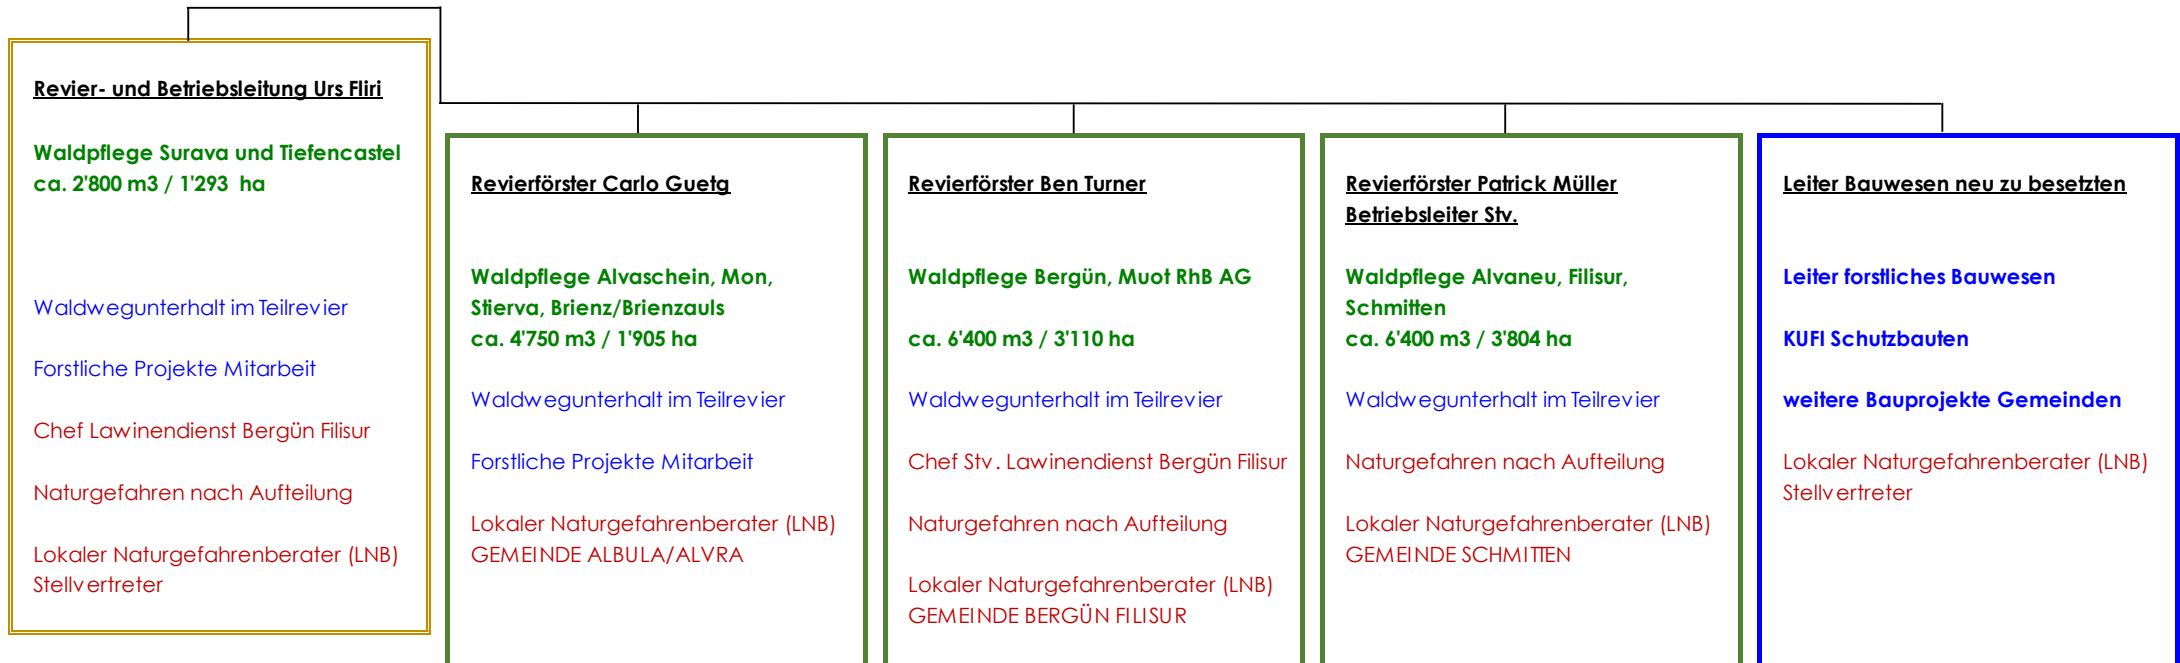 Revier- und Betriebsleitung Urs Fliri
Waldpflege Surava und Tiefencastel
ca. 2'800 m3 / 1'293 ha
Waldwegunterhalt im Teilrevier
Forstliche Projekte Mitarbeit
Chef Lawinendienst Bergün Filisur
Naturgefahren nach Aufteilung
Lokaler Naturgefahrenberater (LNB)
Stellvertreter
Revierförster Carlo Guetg
Waldpflege Alvaschein, Mon,
Stierva, Brienz/Brienzauls
ca. 4'750 m3 / 1'905 ha
Waldwegunterhalt im Teilrevier
Forstliche Projekte Mitarbeit
Lokaler Naturgefahrenberater (LNB)
GEMEINDE ALBULA/ALVRA
Revierförster Ben Turner
Waldpflege Bergün, Muot RhB AG
ca. 6'400 m3 / 3'110 ha
Waldwegunterhalt im Teilrevier
Chef Stv. Lawinendienst Bergün Filisur
Naturgefahren nach Aufteilung
Lokaler Naturgefahrenberater (LNB)
GEMEINDE BERGÜN FILISUR
Revierförster Patrick Müller
Betriebsleiter Stv.
Waldpflege Alvaneu, Filisur,
Schmitten
ca. 6'400 m3 / 3'804 ha
Waldwegunterhalt im Teilrevier
Naturgefahren nach Aufteilung
Lokaler Naturgefahrenberater (LNB)
GEMEINDE SCHMITTEN
Leiter Bauwesen neu zu besetzten
Leiter forstliches Bauwesen
KUFI Schutzbauten
weitere Bauprojekte Gemeinden
Lokaler Naturgefahrenberater (LNB)
Stellvertreter